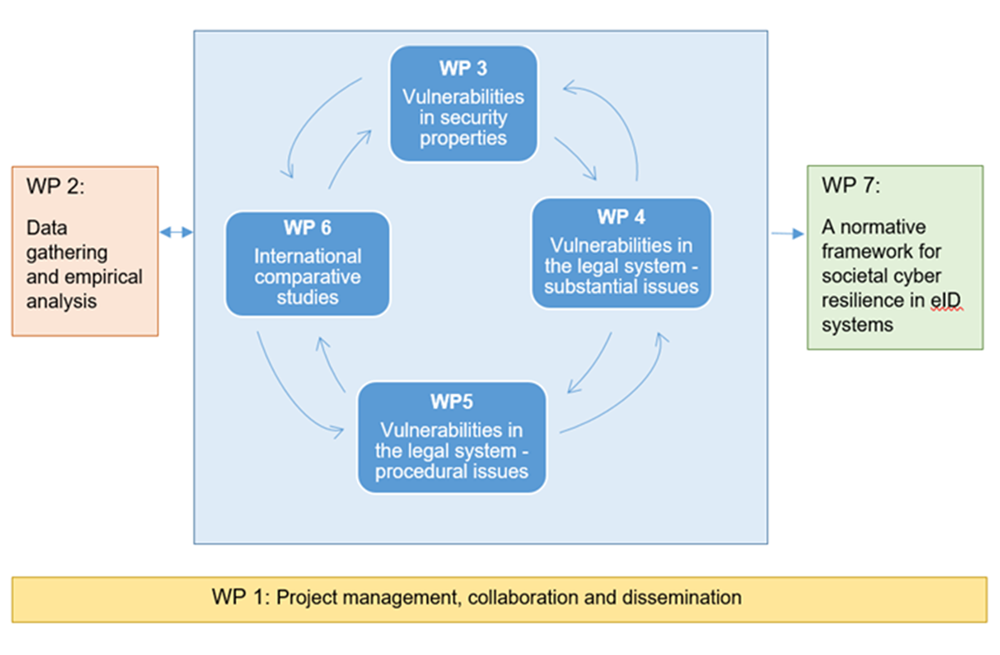 WP 3
Vulnerabilities
in security
properties
WP 2:
Data
gathering
and empirical
analysis
WP 6
International
comparative
studies
WP 4
Vulnerabilities in
the legal system -
substantial issues
WP 7:
A normative
framework for
societal cyber
resilience in eID
systems
WP5
Vulnerabilities in
the legal system -
procedural issues
WP 1: Project management, collaboration and dissemination